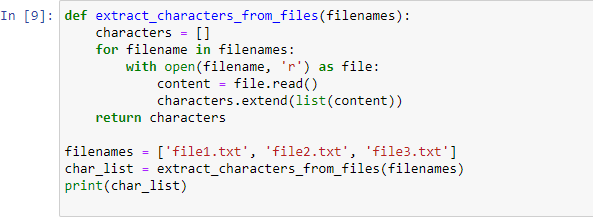 In [9]: def extract_characters_from_files(filenames):
    characters = []
    for filename in filenames:
        with open(filename, 'r') as file:
            content = file.read()
            characters.extend(list(content))
    return characters

filenames = ['file1.txt', 'file2.txt', 'file3.txt']
char_list = extract_characters_from_files(filenames)
print(char_list)